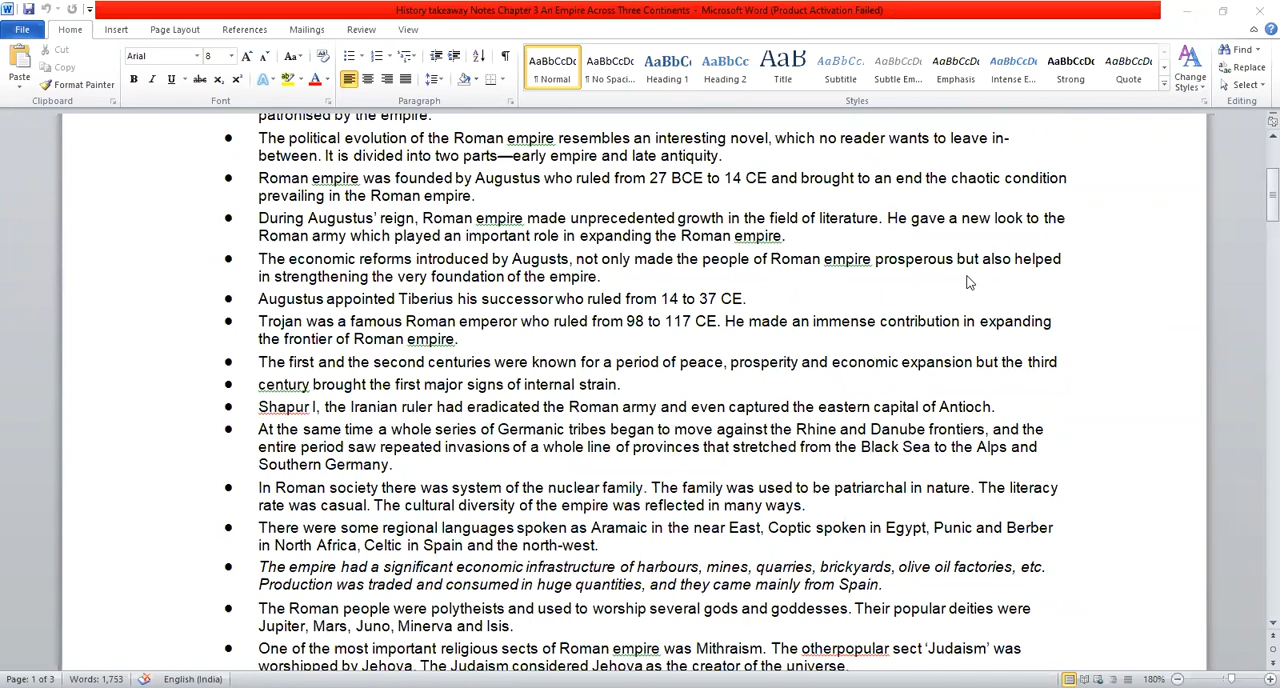 History takeaway Notes Chapter 3 An Empire Across Three Continents - Microsoft Word (Product Activation Failed)
File Home Insert Page Layout References Mailings Review View
Cut
Copy
Format Painter
Paste
Clipboard
Arial 8
Font
Paragraph
AaBbCcDc AaBbCcDc AaBbC AaBbCc AaB AaBbCc. AaBbCcDc AaBbCcDc AaBbCcDc AaBbCcDc AaBbCcDc
¶ Normal ¶ No Spaci... Heading 1 Heading 2 Title Subtitle Subtle Em... Emphasis Intense E... Strong Quote
Change Styles
Styles
Find
Replace
Select
Editing
patronised by the empire.
● The political evolution of the Roman empire resembles an interesting novel, which no reader wants to leave in-
between. It is divided into two parts—early empire and late antiquity.
● Roman empire was founded by Augustus who ruled from 27 BCE to 14 CE and brought to an end the chaotic condition
prevailing in the Roman empire.
● During Augustus’ reign, Roman empire made unprecedented growth in the field of literature. He gave a new look to the
Roman army which played an important role in expanding the Roman empire.
● The economic reforms introduced by Augusts, not only made the people of Roman empire prosperous but also helped
in strengthening the very foundation of the empire.
● Augustus appointed Tiberius his successor who ruled from 14 to 37 CE.
● Trojan was a famous Roman emperor who ruled from 98 to 117 CE. He made an immense contribution in expanding
the frontier of Roman empire.
● The first and the second centuries were known for a period of peace, prosperity and economic expansion but the third
● century brought the first major signs of internal strain.
● Shapur I, the Iranian ruler had eradicated the Roman army and even captured the eastern capital of Antioch.
● At the same time a whole series of Germanic tribes began to move against the Rhine and Danube frontiers, and the
entire period saw repeated invasions of a whole line of provinces that stretched from the Black Sea to the Alps and
Southern Germany.
● In Roman society there was system of the nuclear family. The family was used to be patriarchal in nature. The literacy
rate was casual. The cultural diversity of the empire was reflected in many ways.
● There were some regional languages spoken as Aramaic in the near East, Coptic spoken in Egypt, Punic and Berber
in North Africa, Celtic in Spain and the north-west.
● The empire had a significant economic infrastructure of harbours, mines, quarries, brickyards, olive oil factories, etc.
Production was traded and consumed in huge quantities, and they came mainly from Spain.
● The Roman people were polytheists and used to worship several gods and goddesses. Their popular deities were
Jupiter, Mars, Juno, Minerva and Isis.
● One of the most important religious sects of Roman empire was Mithraism. The otherpopular sect ‘Judaism’ was
worshipped by Jehova. The Judaism considered Jehova as the creator of the universe.
Page: 1 of 3 Words: 1,753 English (India) 180%